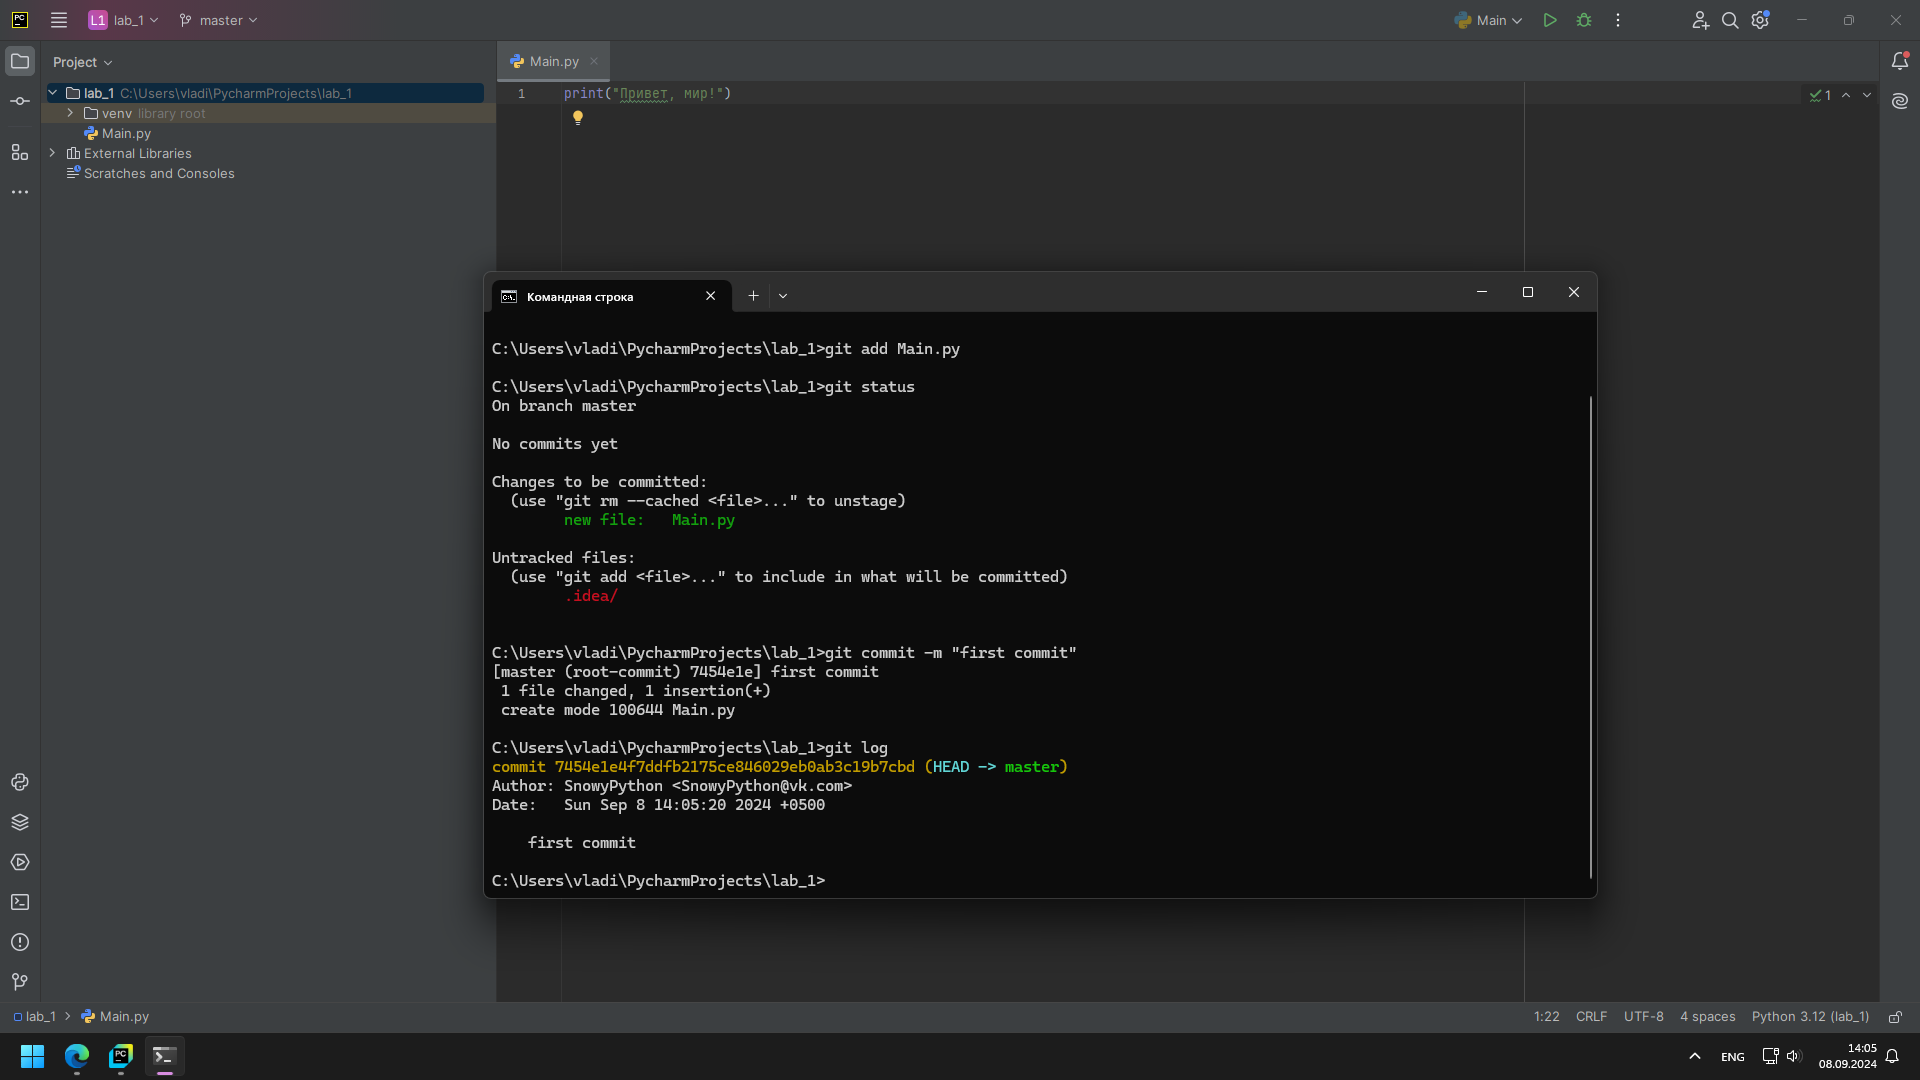 PC L1 lab_1 master Main
Project
Main.py
lab_1 C:\Users\vladi\PycharmProjects\lab_1
venv library root
Main.py
External Libraries
Scratches and Consoles
1 print("Привет, мир!")
1
Командная строка
C:\Users\vladi\PycharmProjects\lab_1>git add Main.py
C:\Users\vladi\PycharmProjects\lab_1>git status
On branch master
No commits yet
Changes to be committed:
(use "git rm --cached <file>..." to unstage)
new file:   Main.py
Untracked files:
(use "git add <file>..." to include in what will be committed)
.idea/
C:\Users\vladi\PycharmProjects\lab_1>git commit -m "first commit"
[master (root-commit) 7454e1e] first commit
1 file changed, 1 insertion(+)
create mode 100644 Main.py
C:\Users\vladi\PycharmProjects\lab_1>git log
commit 7454e1e4f7ddfb2175ce846029eb0ab3c19b7cbd (HEAD -> master)
Author: SnowyPython <SnowyPython@vk.com>
Date:   Sun Sep 8 14:05:20 2024 +0500
first commit
C:\Users\vladi\PycharmProjects\lab_1>
lab_1 > Main.py
1:22 CRLF UTF-8 4 spaces Python 3.12 (lab_1)
PC
ENG
14:05
08.09.2024